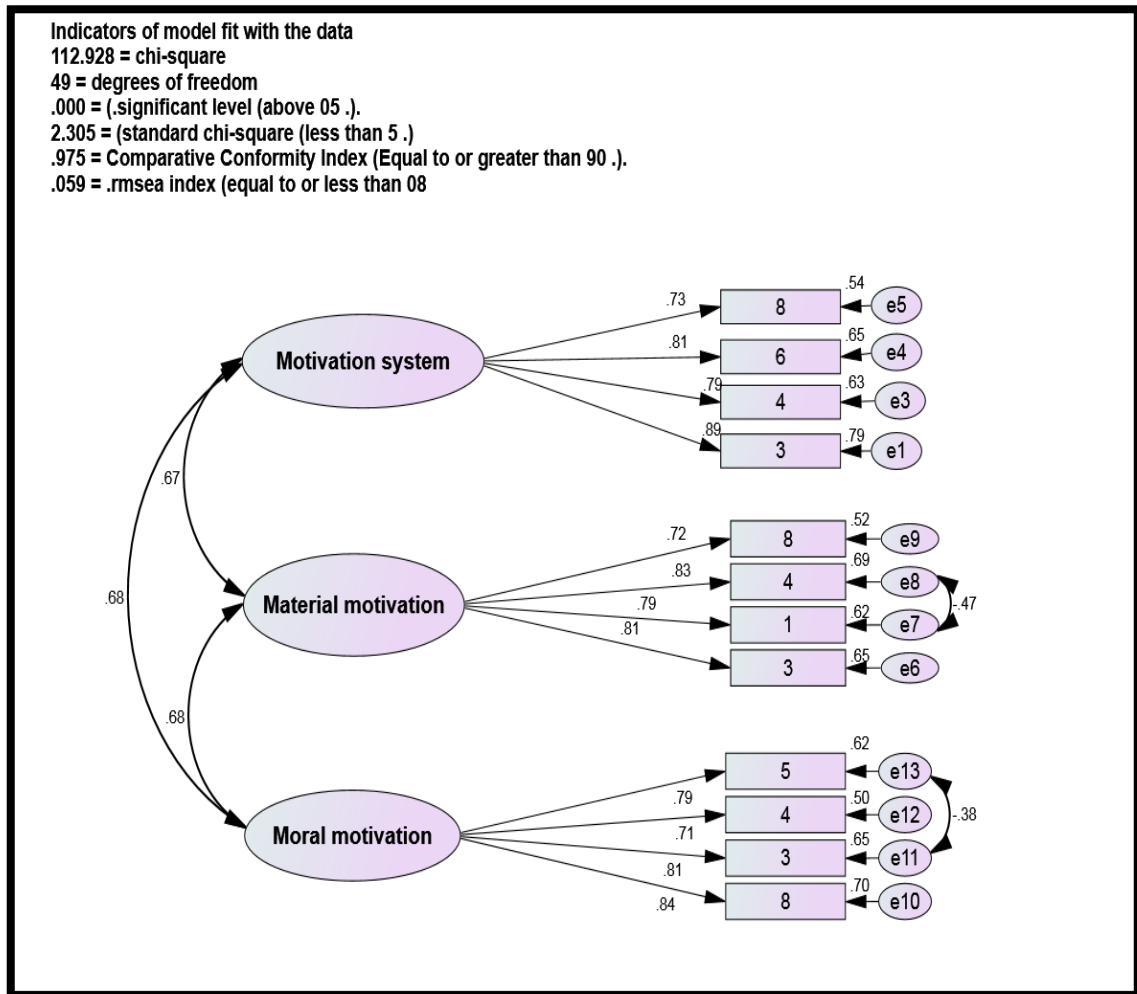 Indicators of model fit with the data
112.928 = chi-square
49 = degrees of freedom
.000 = (.significant level (above 05 .).
2.305 = (standard chi-square (less than 5 .)
.975 = Comparative Conformity Index (Equal to or greater than 90 .).
.059 = .rmsea index (equal to or less than 08
Motivation system
.73
8
.54
e5
.81
6
.65
e4
.79
4
.63
e3
.89
3
.79
e1
.67
.68
Material motivation
.72
8
.52
e9
.83
4
.69
e8
.79
1
.62
e7
-.47
.81
3
.65
e6
.68
Moral motivation
.79
5
.62
e13
.71
4
.50
e12
-.38
.81
3
.65
e11
.84
8
.70
e10